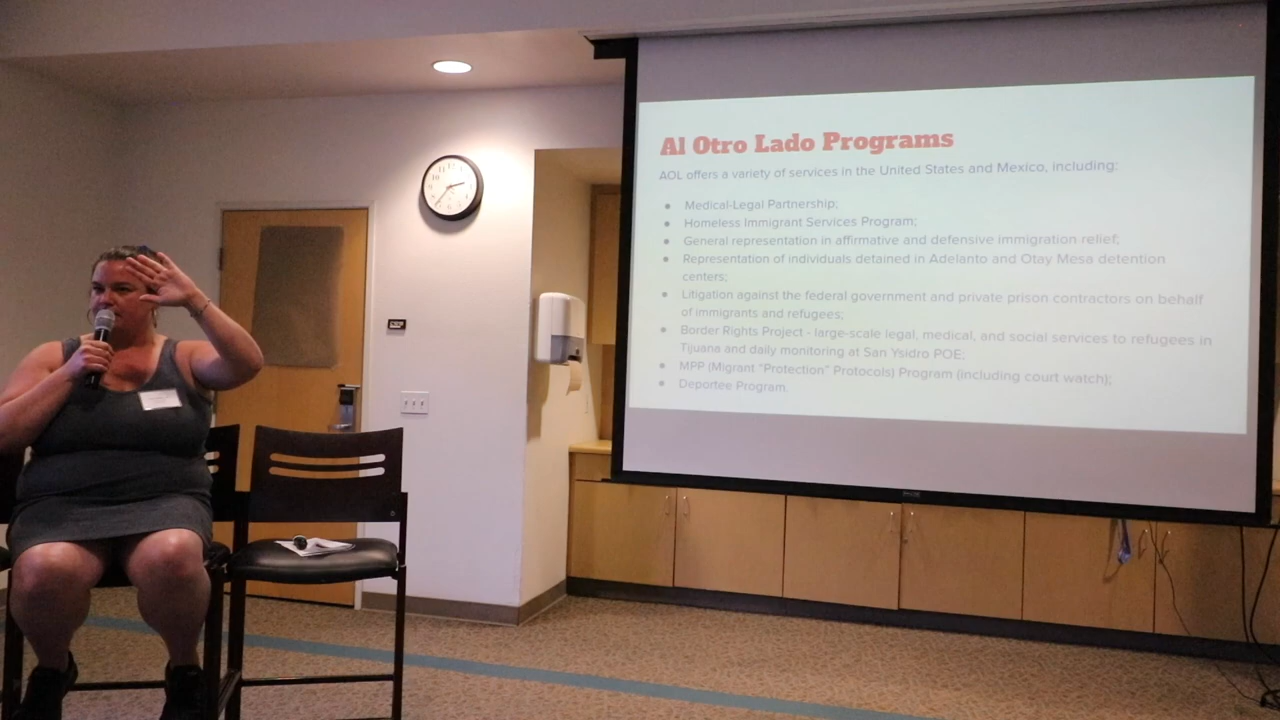 Al Otro Lado Programs
AOL offers a variety of services in the United States and Mexico, including:
● Medical-Legal Partnership;
● Homeless Immigrant Services Program;
● General representation in affirmative and defensive immigration relief;
● Representation of individuals detained in Adelanto and Otay Mesa detention
centers;
● Litigation against the federal government and private prison contractors on behalf
of immigrants and refugees;
● Border Rights Project - large-scale legal, medical, and social services to refugees in
Tijuana and daily monitoring at San Ysidro POE;
● MPP (Migrant "Protection" Protocols) Program (including court watch);
● Deportee Program.